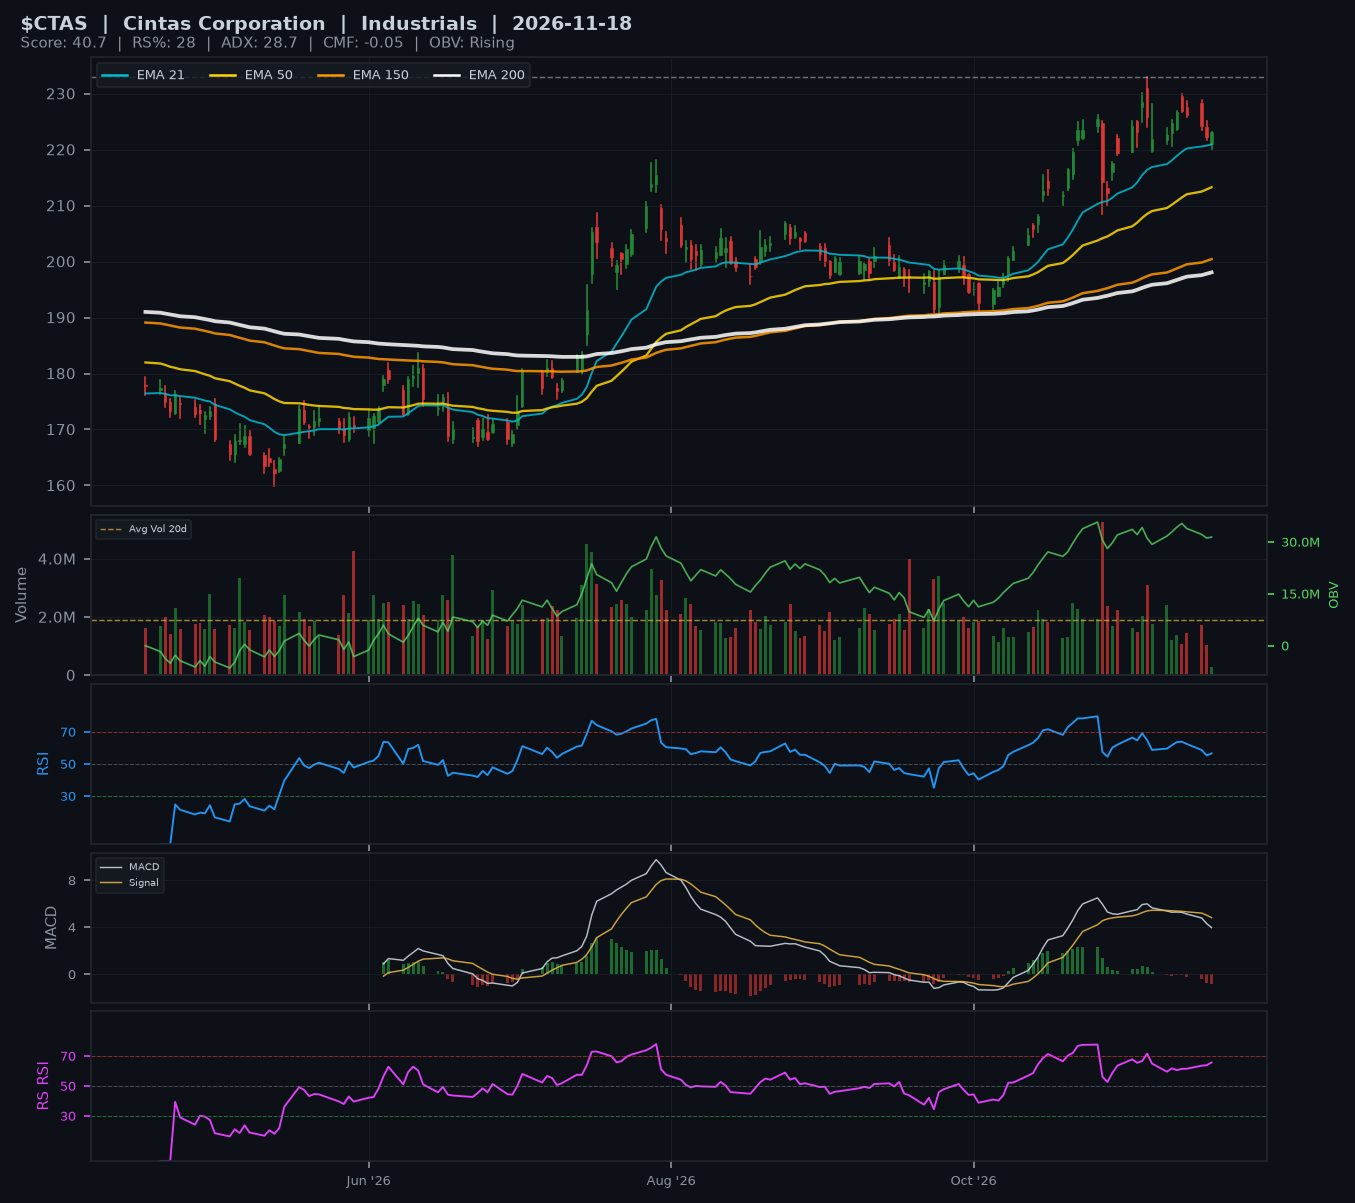 $CTAS | Cintas Corporation | Industrials | 2026-11-18
Score: 40.7 | RS%: 28 | ADX: 28.7 | CMF: -0.05 | OBV: Rising
EMA 21 EMA 50 EMA 150 EMA 200
230
220
210
200
190
180
170
160
Avg Vol 20d
Volume
4.0M
2.0M
0
30.0M
15.0M
0
OBV
RSI
70
50
30
MACD
Signal
MACD
8
4
0
RS RSI
70
50
30
Jun '26 Aug '26 Oct '26